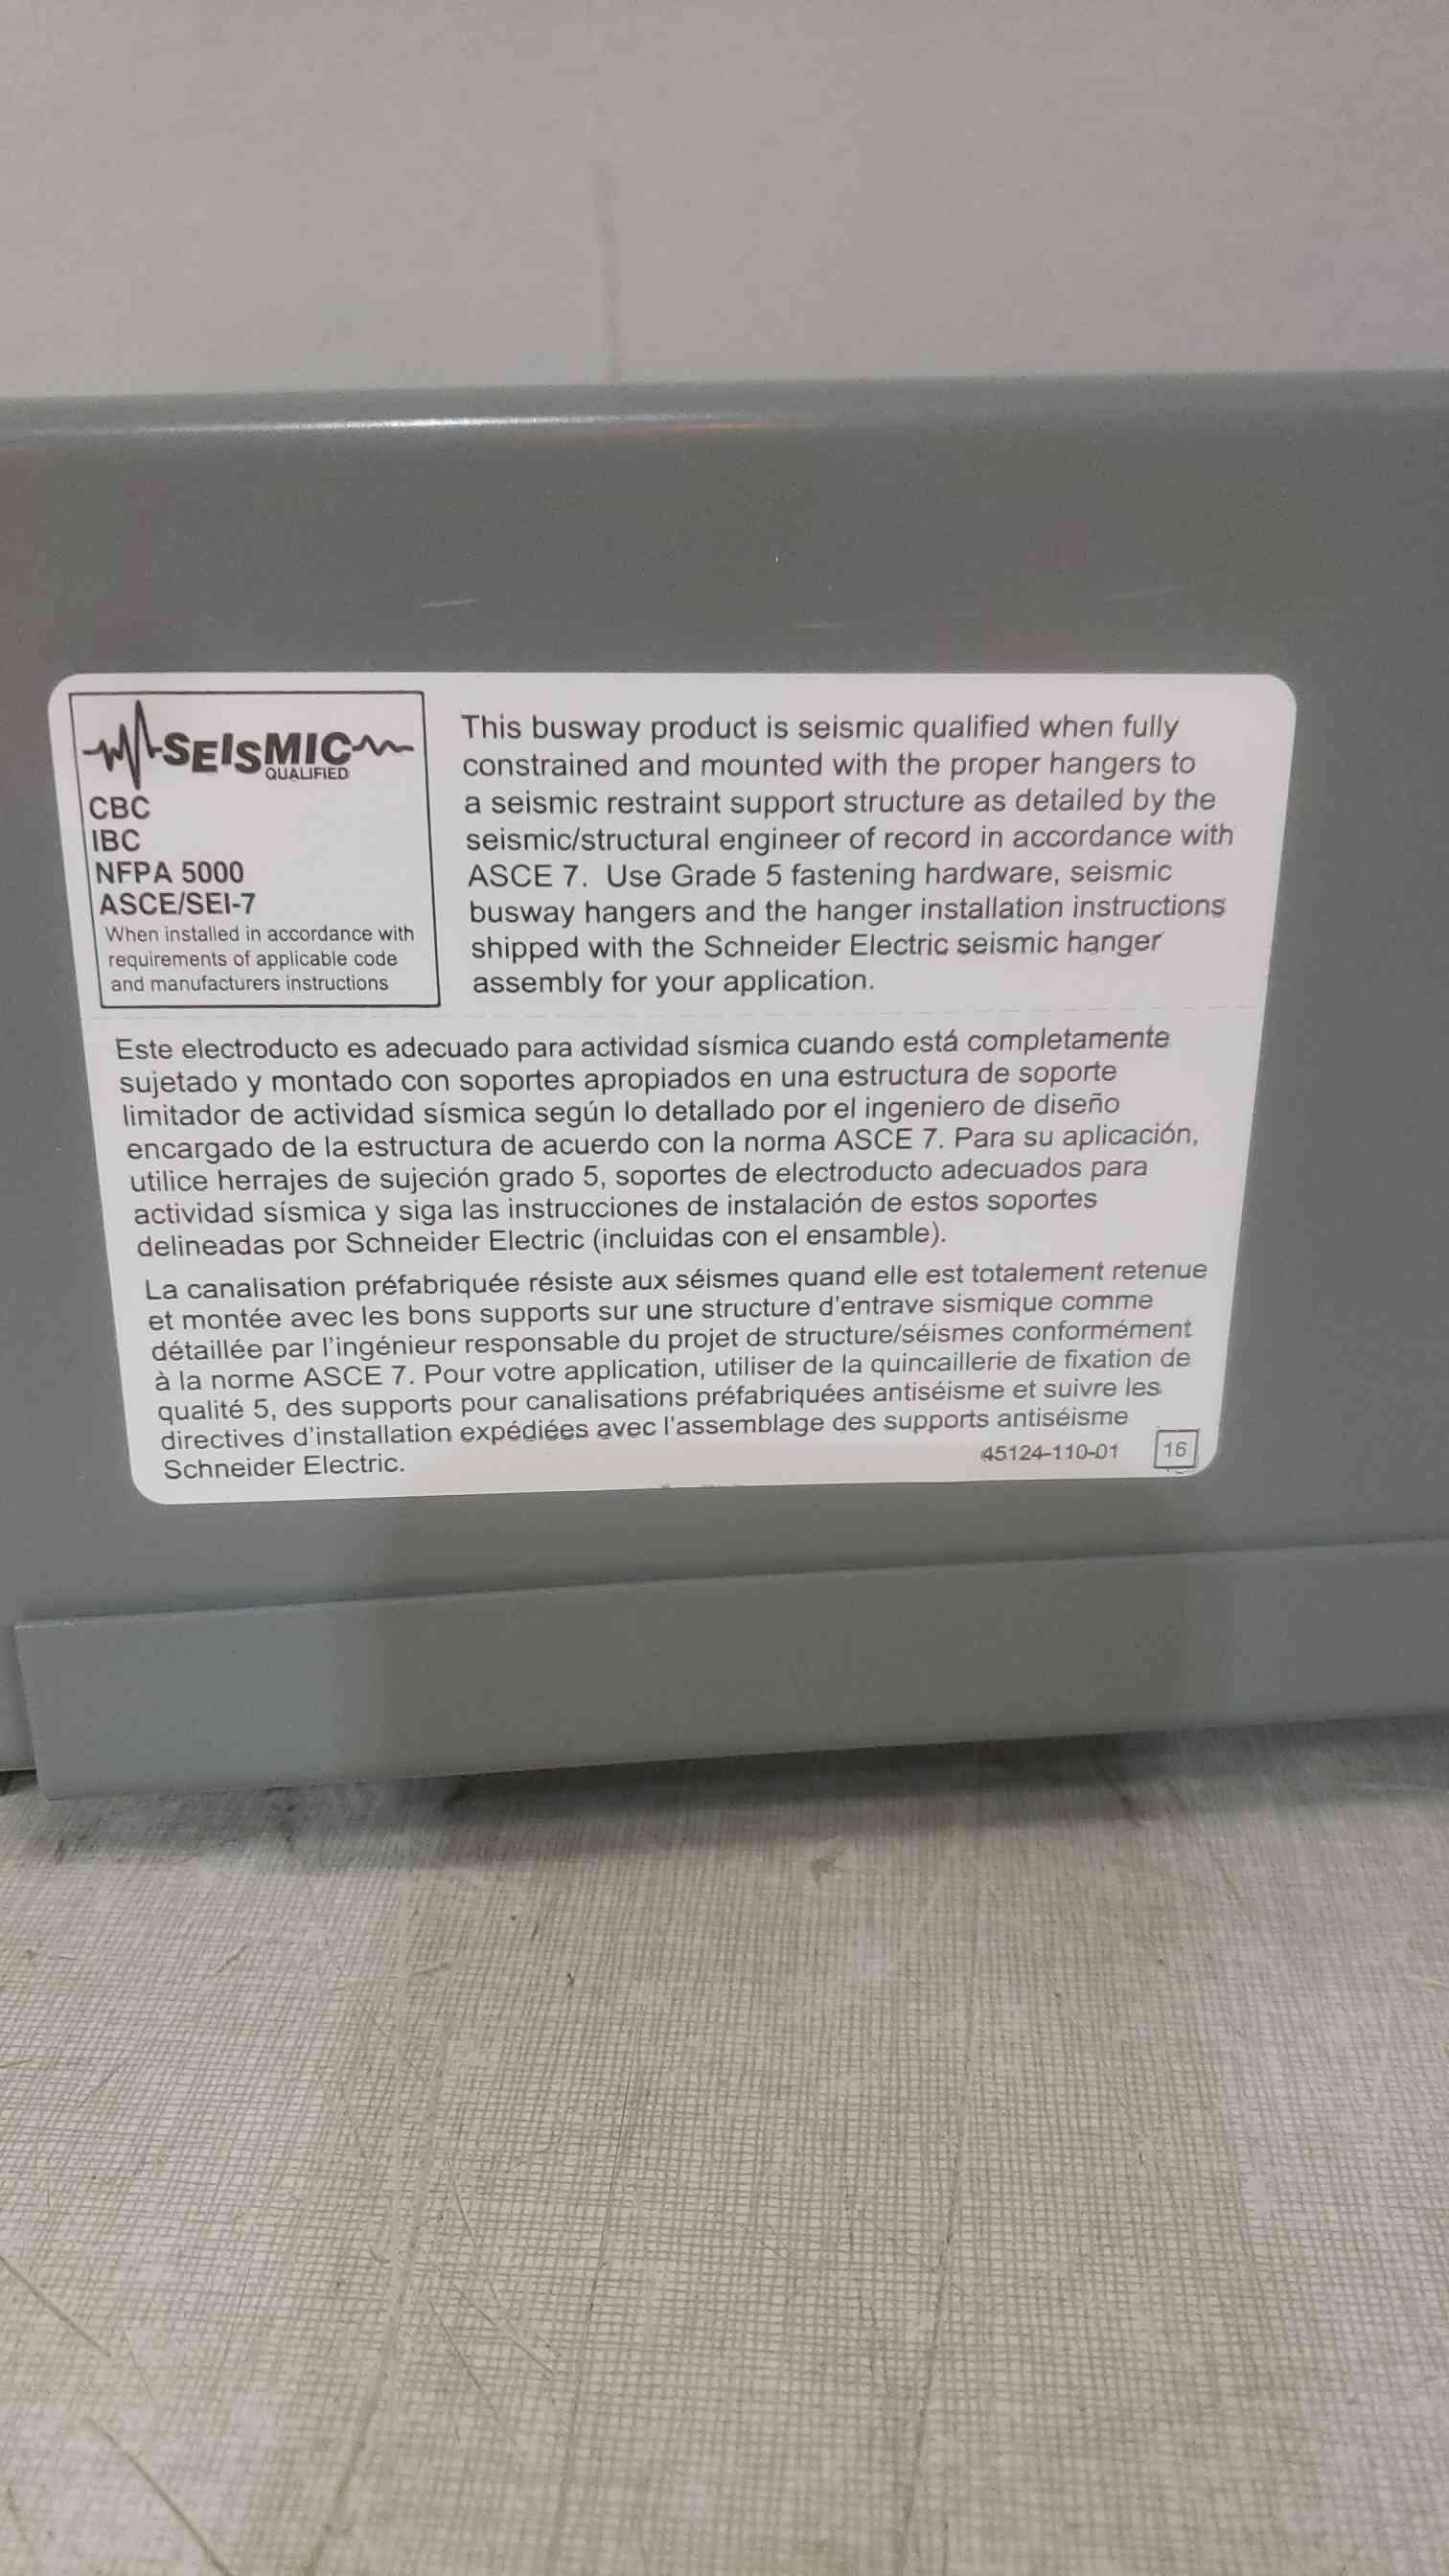 SEISMIC
QUALIFIED
CBC
IBC
NFPA 5000
ASCE/SEI-7
When installed in accordance with
requirements of applicable code
and manufacturers instructions
This busway product is seismic qualified when fully
constrained and mounted with the proper hangers to
a seismic restraint support structure as detailed by the
seismic/structural engineer of record in accordance with
ASCE 7. Use Grade 5 fastening hardware, seismic
busway hangers and the hanger installation instructions
shipped with the Schneider Electric seismic hanger
assembly for your application.
Este electroducto es adecuado para actividad sísmica cuando está completamente
sujetado y montado con soportes apropiados en una estructura de soporte
limitador de actividad sísmica según lo detallado por el ingeniero de diseño
encargado de la estructura de acuerdo con la norma ASCE 7. Para su aplicación,
utilice herrajes de sujeción grado 5, soportes de electroducto adecuados para
actividad sísmica y siga las instrucciones de instalación de estos soportes
delineadas por Schneider Electric (incluidas con el ensamble).
La canalisation préfabriquée résiste aux séismes quand elle est totalement retenue
et montée avec les bons supports sur une structure d'entrave sismique comme
détaillée par l'ingénieur responsable du projet de structure/séismes conformément
à la norme ASCE 7. Pour votre application, utiliser de la quincaillerie de fixation de
qualité 5, des supports pour canalisations préfabriquées antiséisme et suivre les
directives d'installation expédiées avec l'assemblage des supports antiséisme
Schneider Electric.
45124-110-01
16